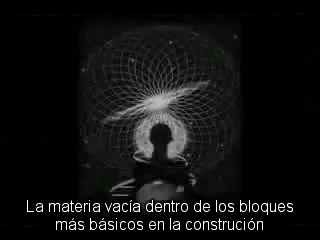 La materia vacía dentro de los bloques
más básicos en la construción